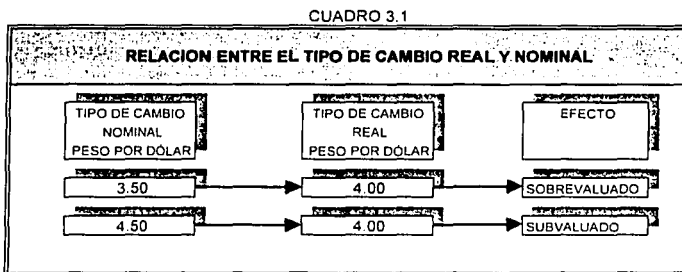 CUADRO 3.1
RELACION ENTRE EL TIPO DE CAMBIO REAL Y NOMINAL
TIPO DE CAMBIO
NOMINAL
PESO POR DÓLAR
TIPO DE CAMBIO
REAL
PESO POR DÓLAR
EFECTO
3.50
4.00
SOBREVALUADO
4.50
4.00
SUBVALUADO